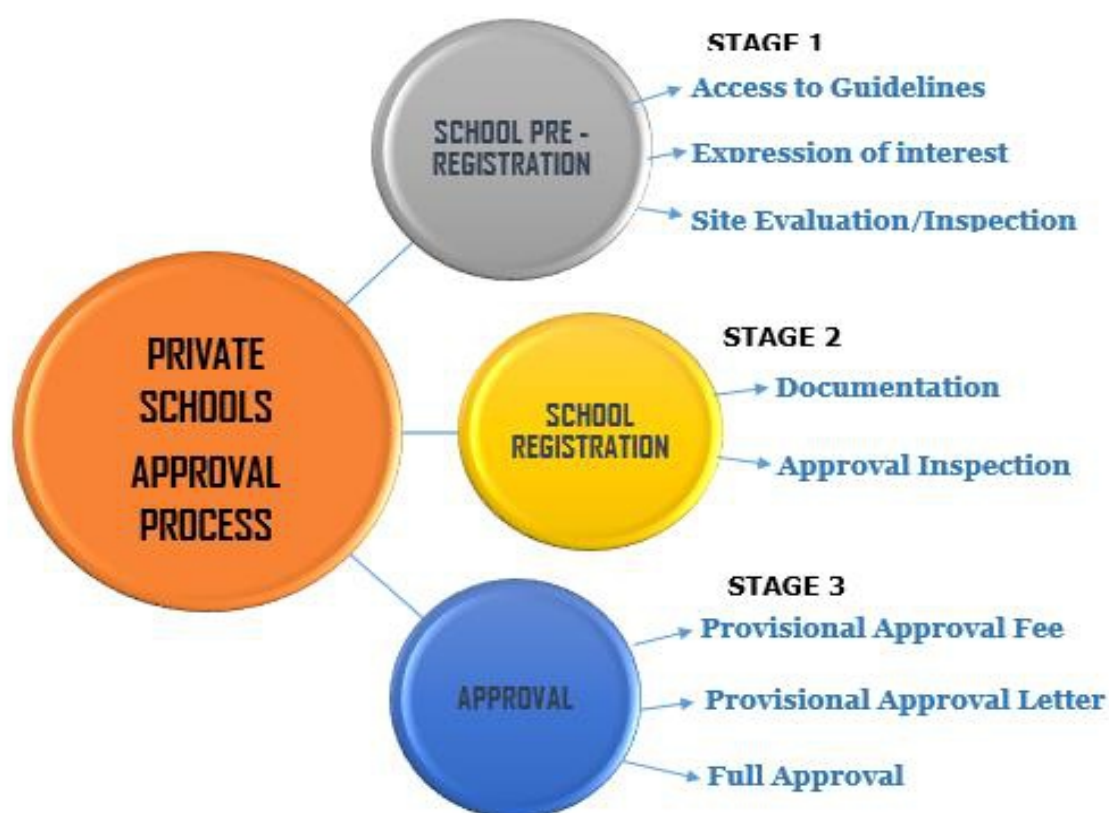 PRIVATE
SCHOOLS
APPROVAL
PROCESS
SCHOOL PRE -
REGISTRATION
STAGE 1
Access to Guidelines
Expression of interest
Site Evaluation/Inspection
SCHOOL
REGISTRATION
STAGE 2
Documentation
Approval Inspection
APPROVAL
STAGE 3
Provisional Approval Fee
Provisional Approval Letter
Full Approval